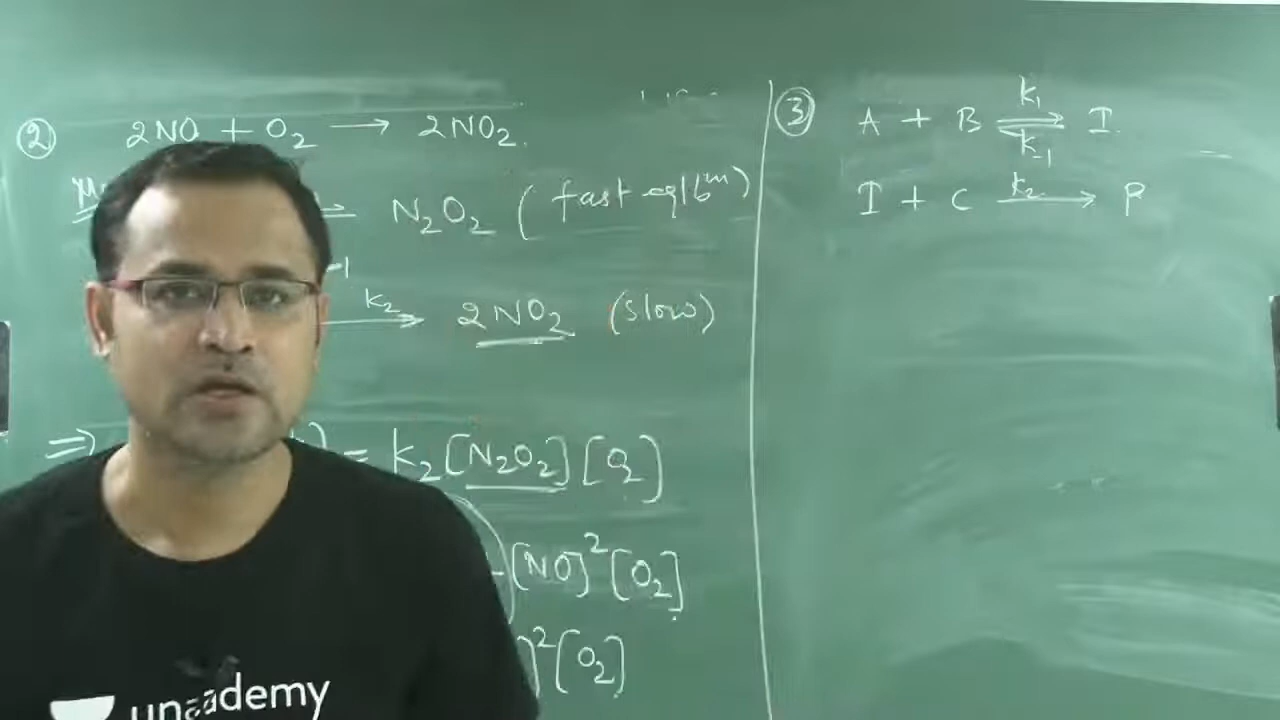 ② 2NO + O₂ ⟶ 2NO₂.
N₂O₂ (fast eqlbᵐ)
-1
k₂ ⟶ 2NO₂ (slow)
⇒ ) = k₂[N₂O₂][O₂]
[NO]²[O₂]
]²[O₂]
③ A + B ⇌ I.
k₁
k₋₁
I + C ⟶ P
k₂
unacademy